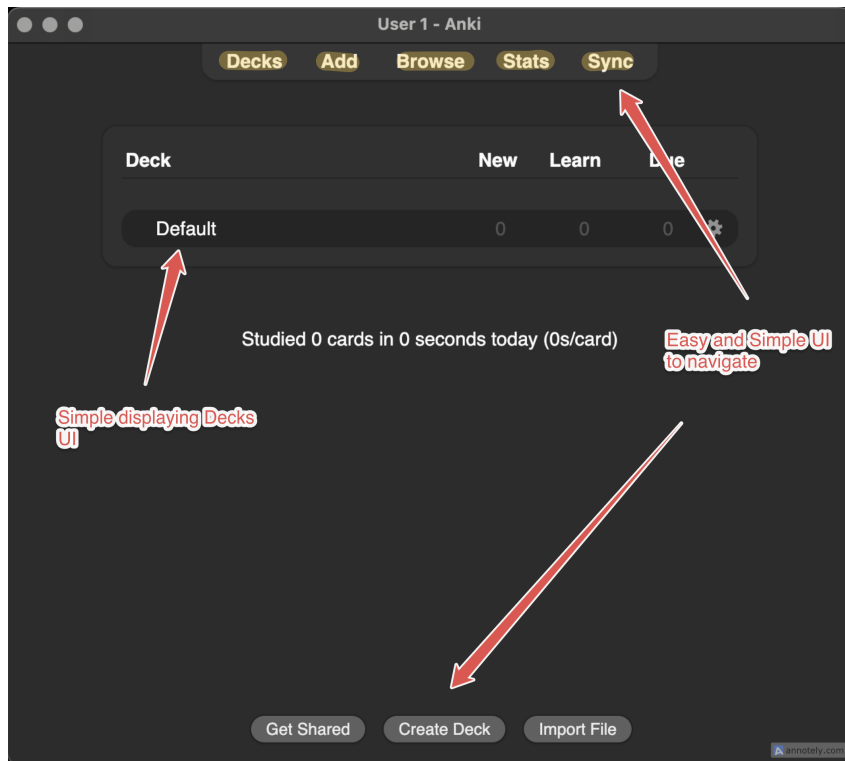 User 1 - Anki
Decks Add Browse Stats Sync
Deck New Learn Due
Default 0 0 0
Studied 0 cards in 0 seconds today (0s/card)
Easy and Simple UI
to navigate
Simple displaying Decks
UI
Get Shared Create Deck Import File
annotely.com